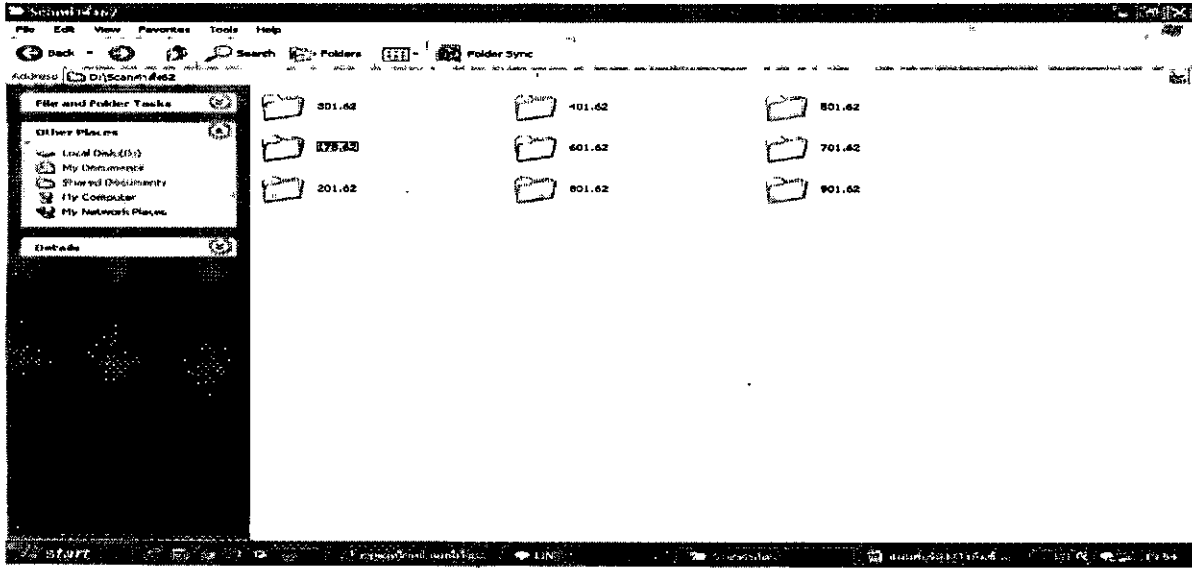 File Edit View Favorites Tools Help
Back Search Folders Folder Sync
Address
File and Folder Tasks
Other Places
Local Disk (D:)
My Documents
Shared Documents
My Computer
My Network Places
Details
301.62 401.62 501.62
601.62 701.62
201.62 801.62 901.62
start